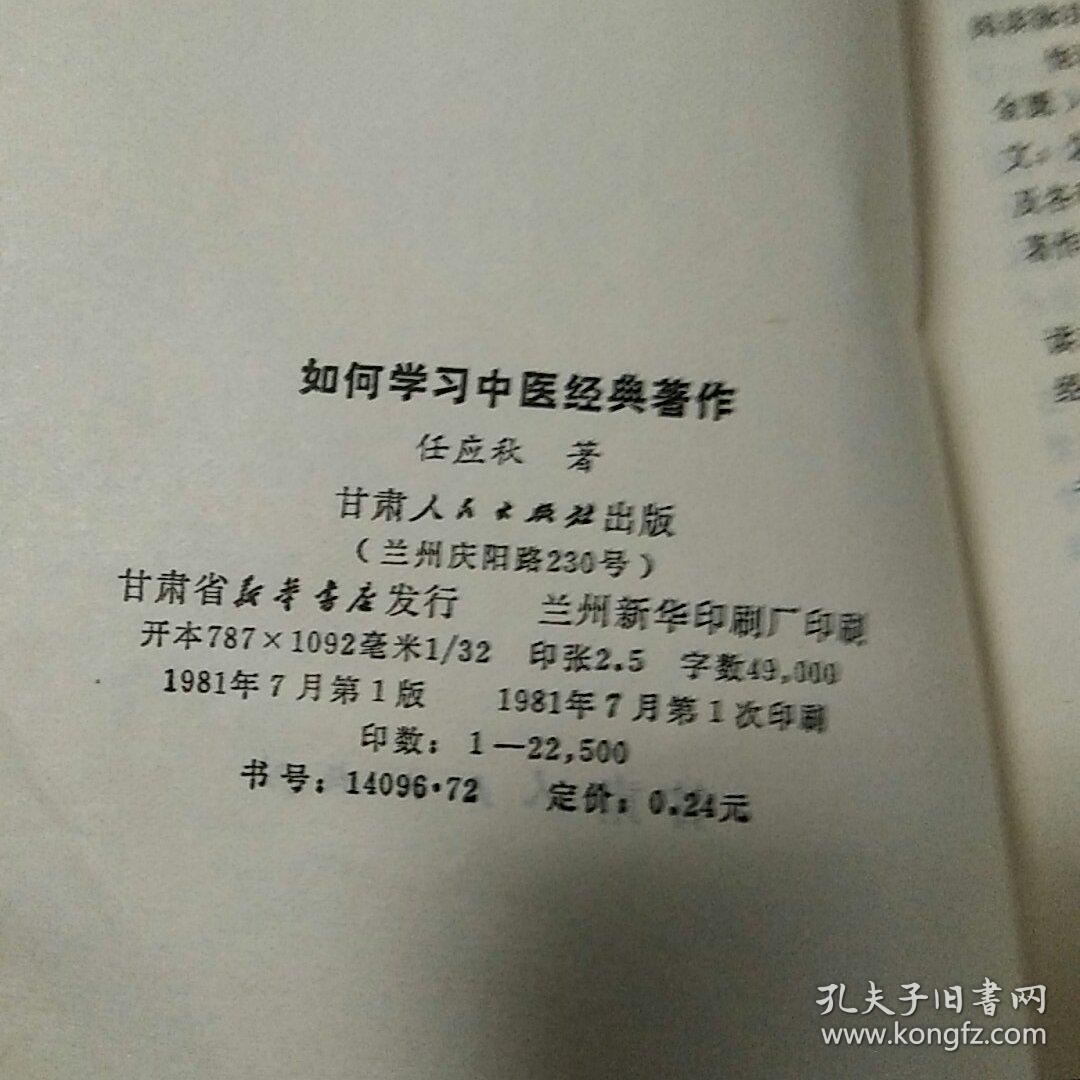 如何学习中医经典著作
任应秋 著
甘肃人民出版社出版
（兰州庆阳路230号）
甘肃省新华书店发行 兰州新华印刷厂印刷
开本787×1092毫米1/32 印张2.5 字数49,000
1981年7月第1版 1981年7月第1次印刷
印数：1—22,500
书号：14096·72 定价：0.24元
文。
及各
著作
孔夫子旧书网
www.kongfz.com